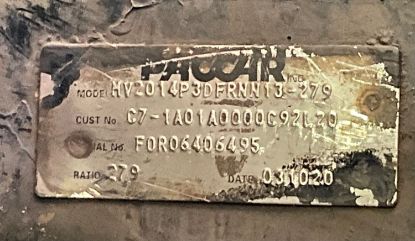 PACCAR INC
MODEL HV2014P3DFRNN13-279
CUST No. C7-1A01A0000C92L20
IAL No. F0R06406495
RATIO 279 DATE 031020